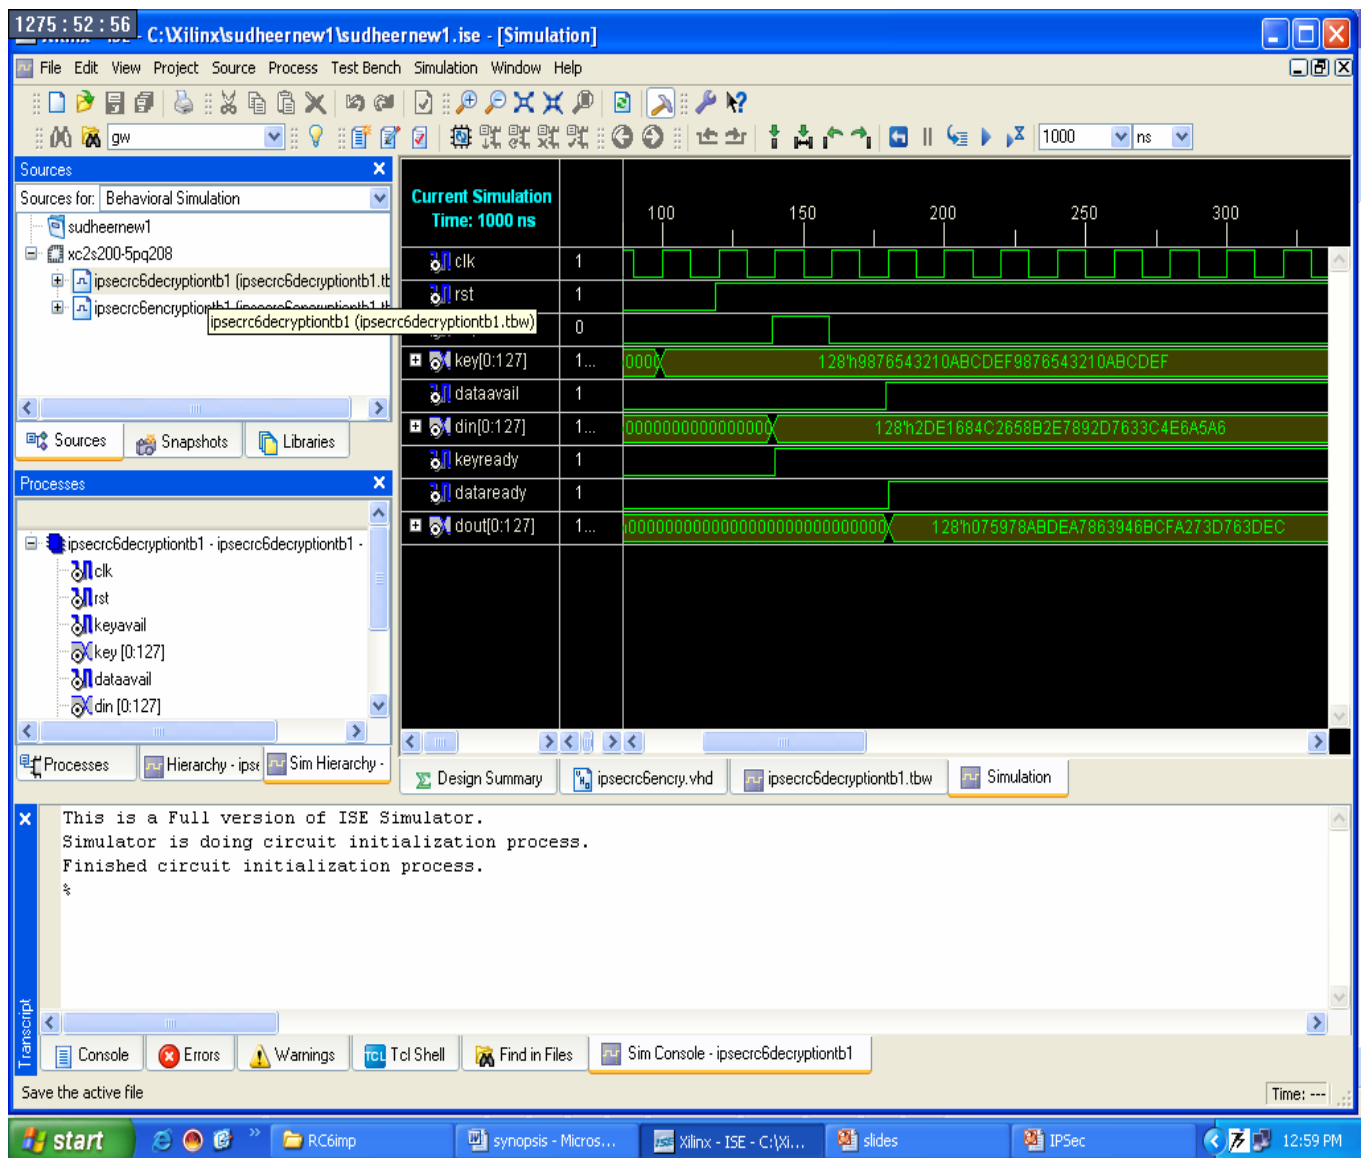 1275 : 52 : 56
- C:\Xilinx\sudheernew1\sudheernew1.ise - [Simulation]
File Edit View Project Source Process Test Bench Simulation Window Help
gw
1000 ns
Sources
Sources for: Behavioral Simulation
sudheernew1
xc2s200-5pq208
ipsecrc6decryptiontb1 (ipsecrc6decryptiontb1.tb
ipsecrc6encryptiontb1
ipsecrc6decryptiontb1 (ipsecrc6decryptiontb1.tbw)
Sources Snapshots Libraries
Processes
ipsecrc6decryptiontb1 - ipsecrc6decryptiontb1 -
clk
rst
keyavail
key [0:127]
dataavail
din [0:127]
Processes Hierarchy - ipse Sim Hierarchy -
Current Simulation
Time: 1000 ns
100 150 200 250 300
clk 1
rst 1
0
key[0:127] 1... 0000 128'h9876543210ABCDEF9876543210ABCDEF
dataavail 1
din[0:127] 1... 0000000000000000 128'h2DE1684C2658B2E7892D7633C4E6A5A6
keyready 1
dataready 1
dout[0:127] 1... 128'h075978ABDEA7863946BCFA273D763DEC
Design Summary ipsecrc6encry.vhd ipsecrc6decryptiontb1.tbw Simulation
Transcript
This is a Full version of ISE Simulator.
Simulator is doing circuit initialization process.
Finished circuit initialization process.
%
Console Errors Warnings TCL Tcl Shell Find in Files Sim Console - ipsecrc6decryptiontb1
Save the active file
Time: ---
start » RC6imp synopsis - Micros... ISE Xilinx - ISE - C:\Xi... slides IPSec 12:59 PM